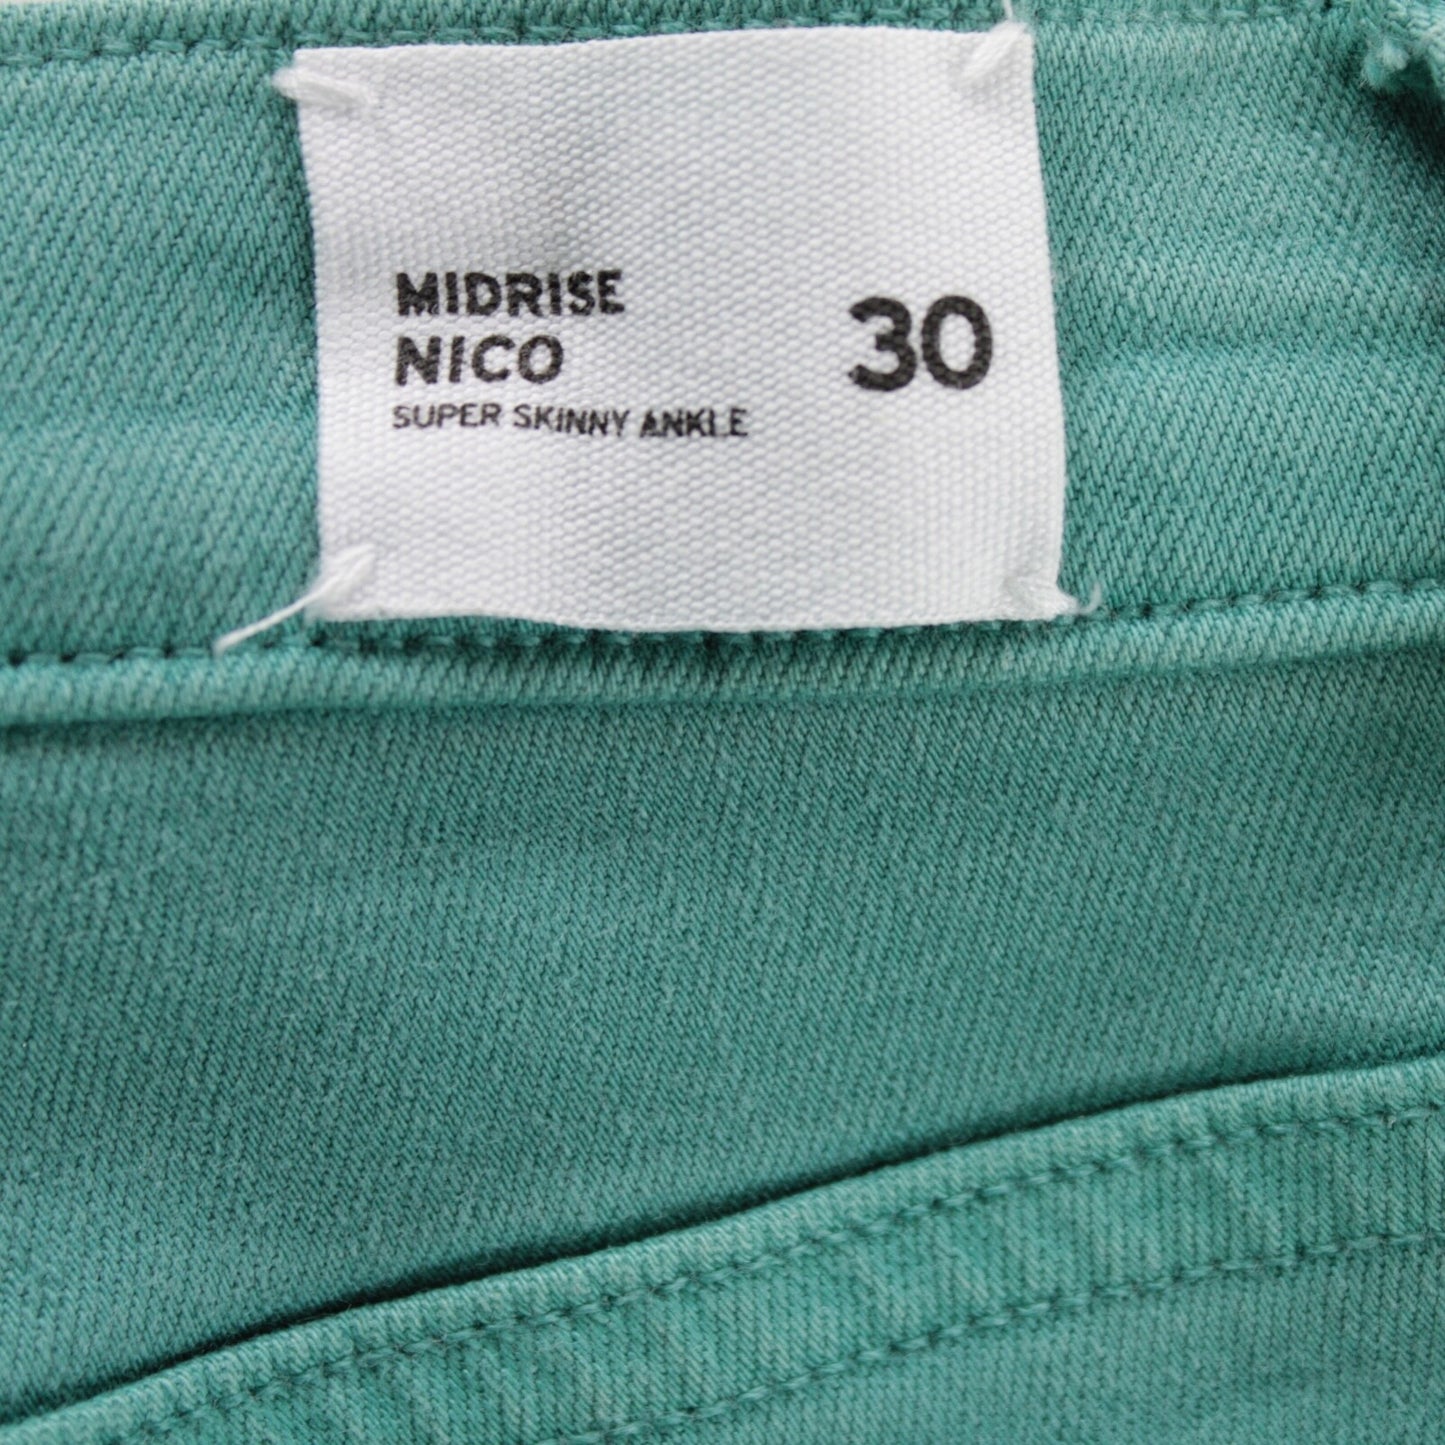 MIDRISE
NICO
SUPER SKINNY ANKLE
30